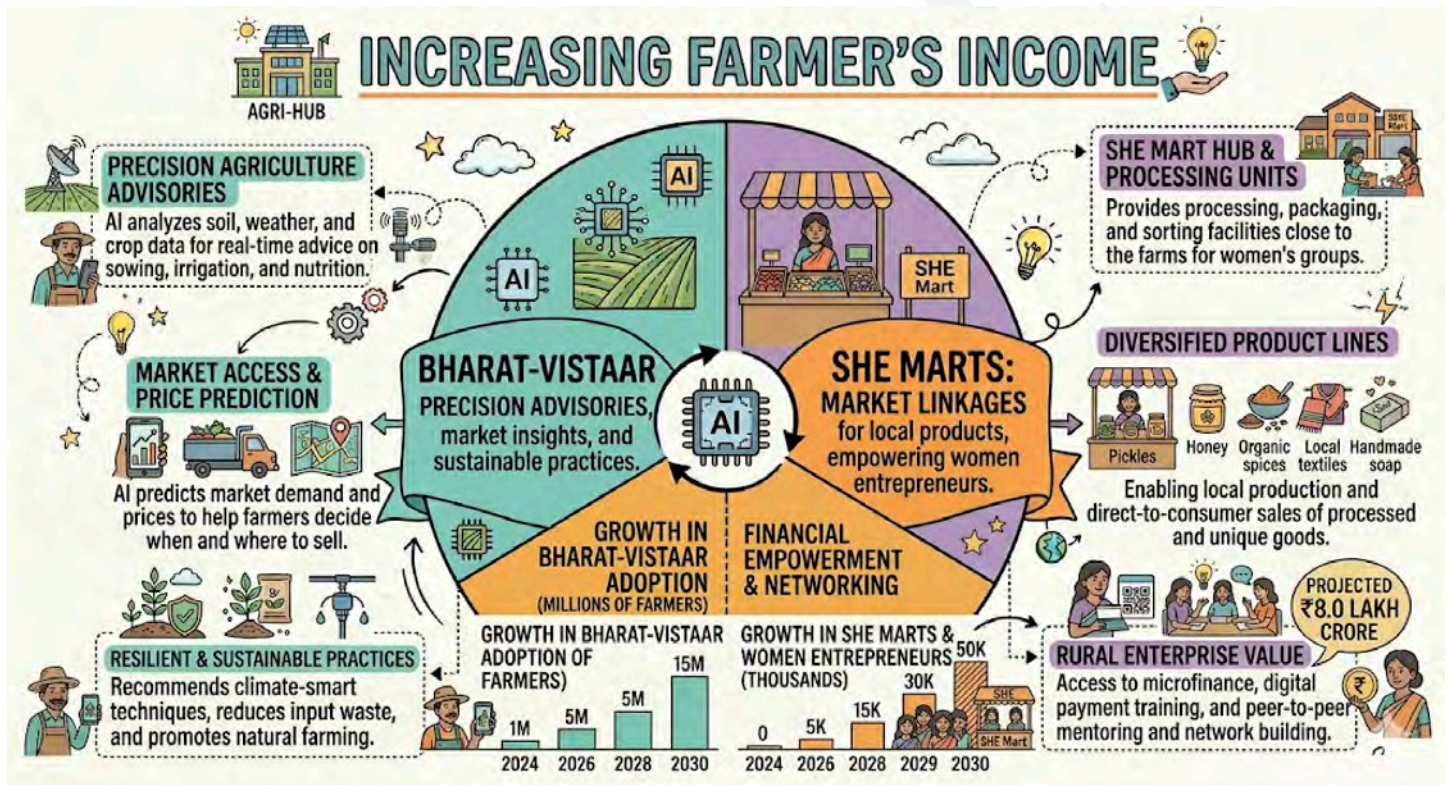 INCREASING FARMER'S INCOME
AGRI-HUB
PRECISION AGRICULTURE
ADVISORIES
AI analyzes soil, weather, and
crop data for real-time advice on
sowing, irrigation, and nutrition.
MARKET ACCESS &
PRICE PREDICTION
AI predicts market demand and
prices to help farmers decide
when and where to sell.
RESILIENT & SUSTAINABLE PRACTICES
Recommends climate-smart
techniques, reduces input waste,
and promotes natural farming.
AI
AI
BHARAT-VISTAAR
PRECISION ADVISORIES,
market insights, and
sustainable practices.
AI
SHE
Mart
SHE MARTS:
MARKET LINKAGES
for local products,
empowering women
entrepreneurs.
GROWTH IN
BHARAT-VISTAAR
ADOPTION
(MILLIONS OF FARMERS)
FINANCIAL
EMPOWERMENT
& NETWORKING
GROWTH IN BHARAT-VISTAAR
ADOPTION OF
FARMERS)
1M
5M
5M
15M
2024 2026 2028 2030
GROWTH IN SHE MARTS &
WOMEN ENTREPRENEURS
(THOUSANDS)
0
5K
15K
30K
50K
SHE
SHE Mart
2024 2026 2028 2029 2030
SHE MART HUB &
PROCESSING UNITS
Provides processing, packaging,
and sorting facilities close to
the farms for women's groups.
DIVERSIFIED PRODUCT LINES
Pickles
Honey
Organic
spices
Local
textiles
Handmade
soap
Enabling local production and
direct-to-consumer sales of processed
and unique goods.
PROJECTED
₹8.0 LAKH
CRORE
₹
RURAL ENTERPRISE VALUE
Access to microfinance, digital
payment training, and peer-to-peer
mentoring and network building.